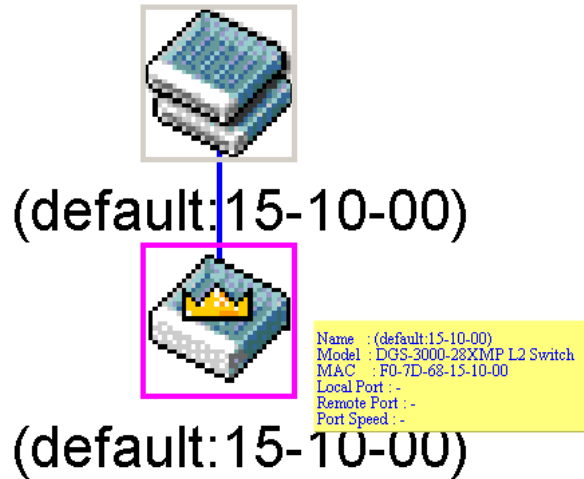 (default:15-10-00)
Name : (default:15-10-00)
Model : DGS-3000-28XMP L2 Switch
MAC : F0-7D-68-15-10-00
Local Port : -
Remote Port : -
Port Speed : -
(default:15-10-00)